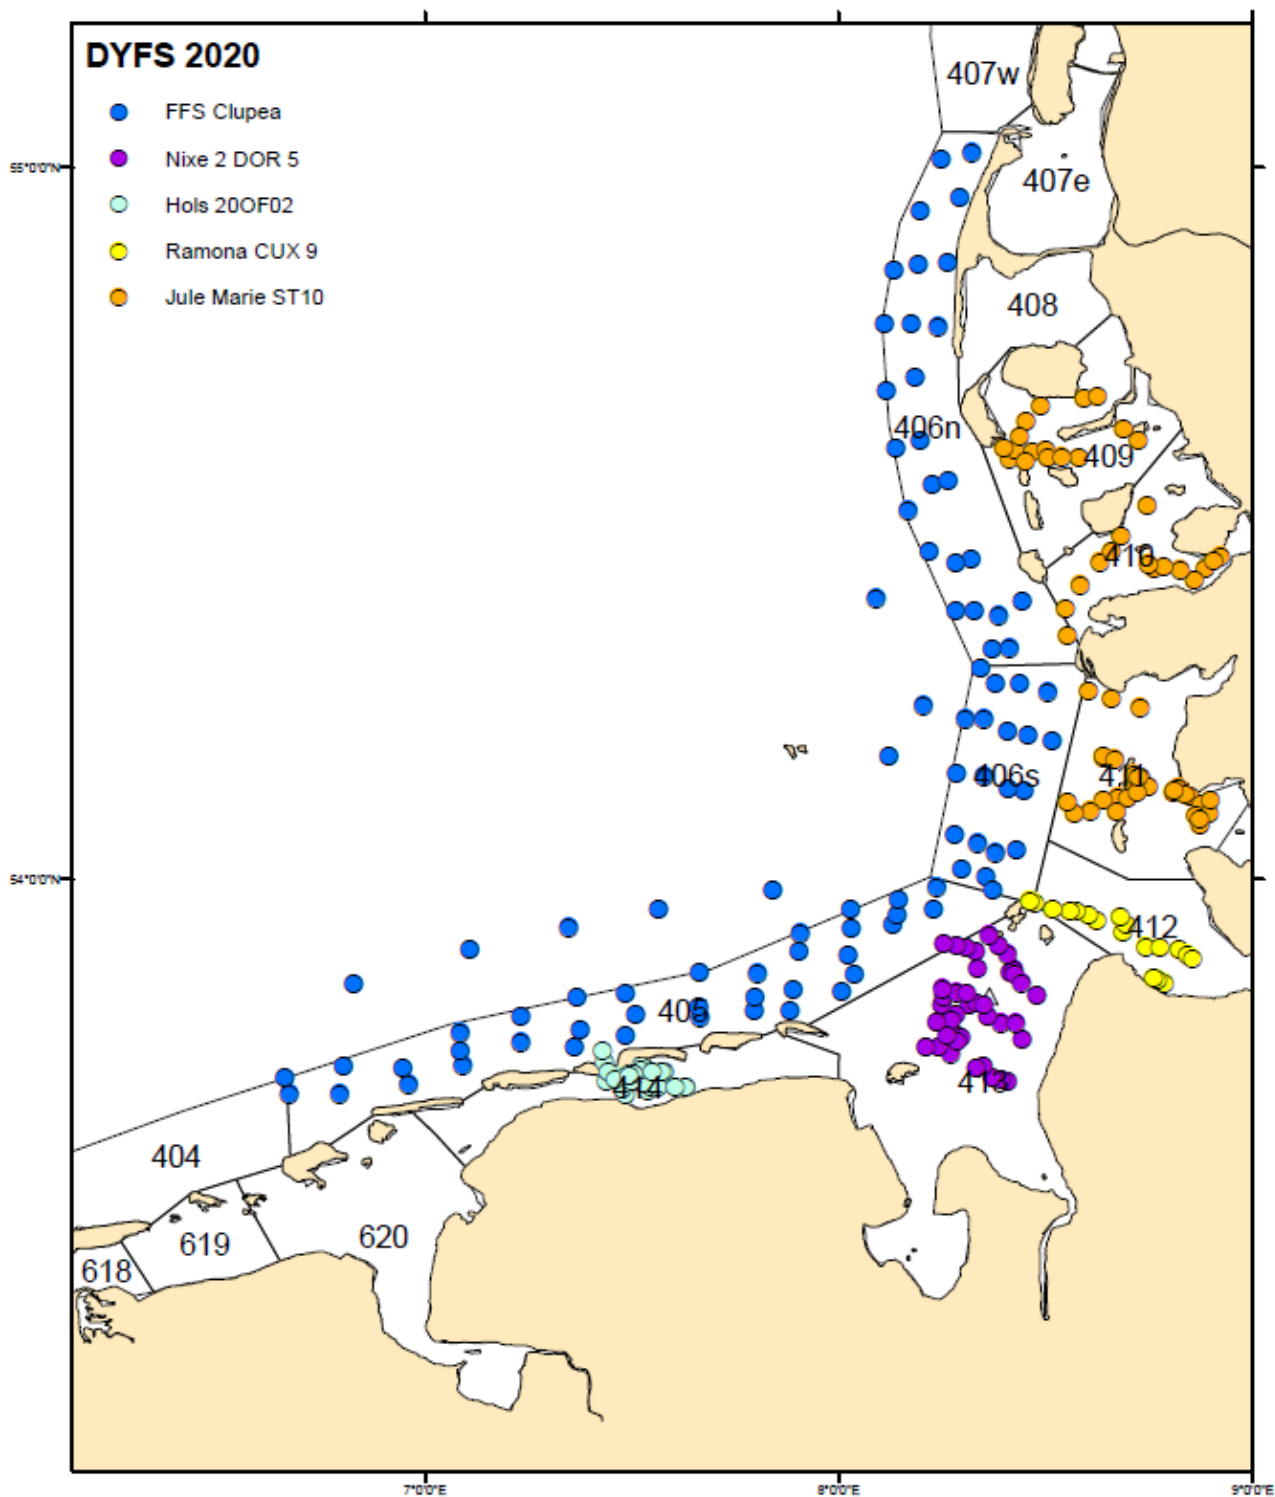 DYFS 2020
FFS Clupea
Nixe 2 DOR 5
Hols 20OF02
Ramona CUX 9
Jule Marie ST10
407w
55°0'0"N
407e
408
406n
409
410
406s
411
54°0'0"N
412
405
413
414
404
619
620
618
7°0'0"E
8°0'0"E
9°0'0"E